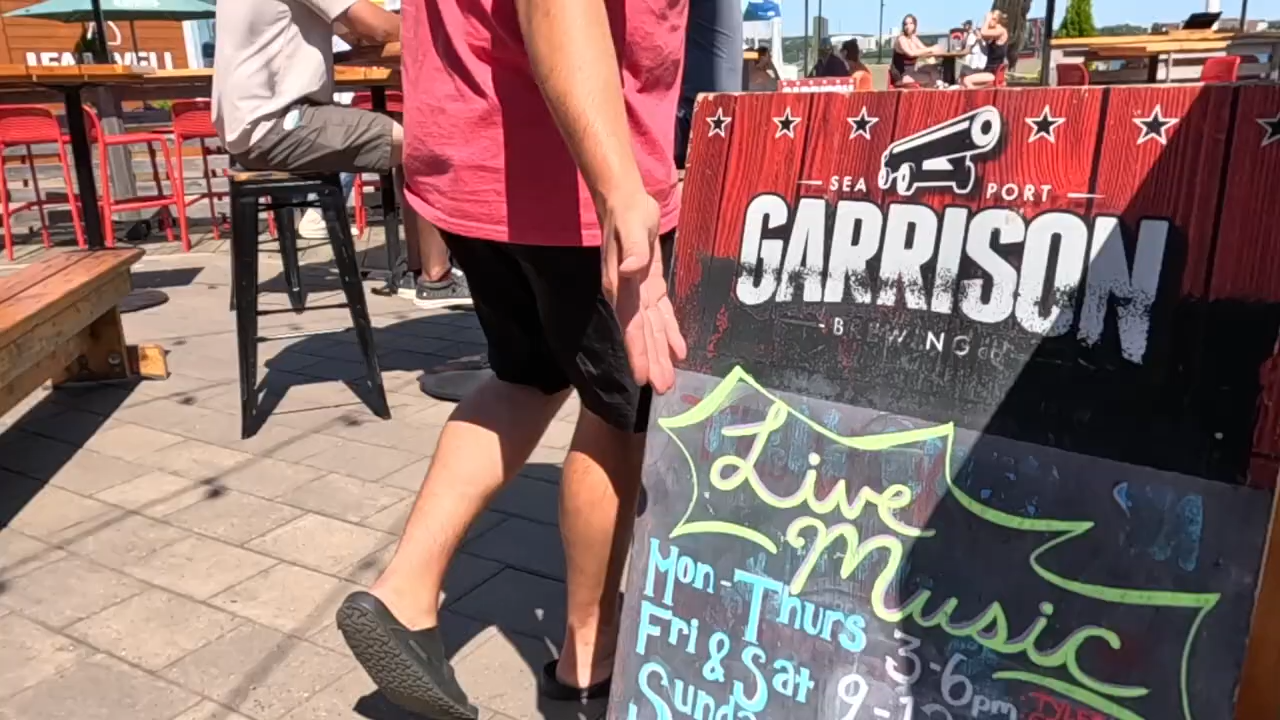 SEA PORT
GARRISON
BREWING
Live
Music
Mon-Thurs 3-6pm
Fri & Sat